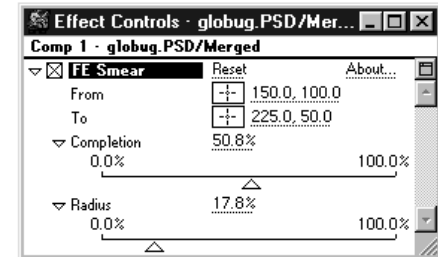 Effect Controls · globug.PSD/Mer...
Comp 1 · globug.PSD/Merged
FE Smear Reset About...
From 150.0, 100.0
To 225.0, 50.0
Completion 50.8%
0.0% 100.0%
Radius 17.8%
0.0% 100.0%